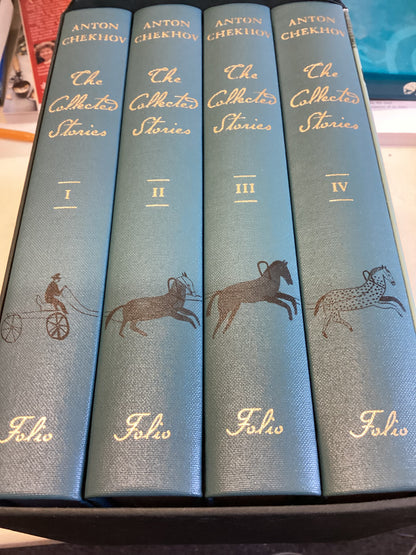 ANTON
CHEKHOV
The
Collected
Stories
I
Folio
ANTON
CHEKHOV
The
Collected
Stories
II
Folio
ANTON
CHEKHOV
The
Collected
Stories
III
Folio
ANTON
CHEKHOV
The
Collected
Stories
IV
Folio